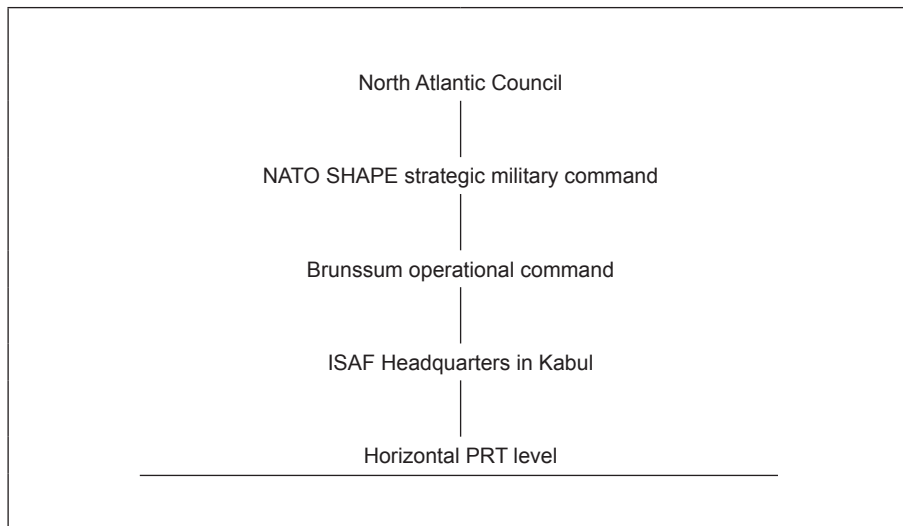 North Atlantic Council
NATO SHAPE strategic military command
Brunssum operational command
ISAF Headquarters in Kabul
Horizontal PRT level